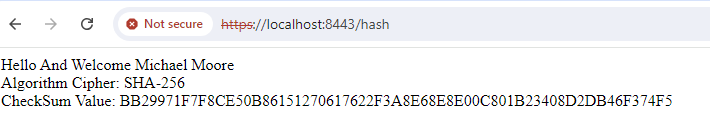 Not secure https://localhost:8443/hash
Hello And Welcome Michael Moore
Algorithm Cipher: SHA-256
CheckSum Value: BB29971F7F8CE50B86151270617622F3A8E68E8E00C801B23408D2DB46F374F5